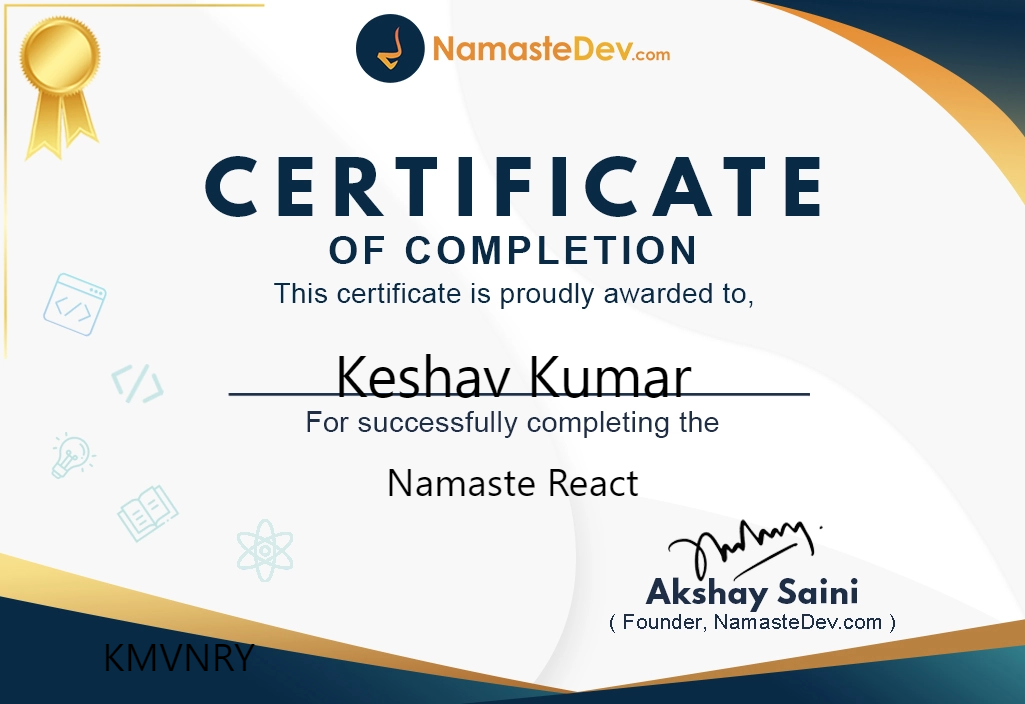 NamasteDev.com
CERTIFICATE
OF COMPLETION
This certificate is proudly awarded to,
Keshav Kumar
For successfully completing the
Namaste React
Akshay Saini
( Founder, NamasteDev.com )
KMVNRY